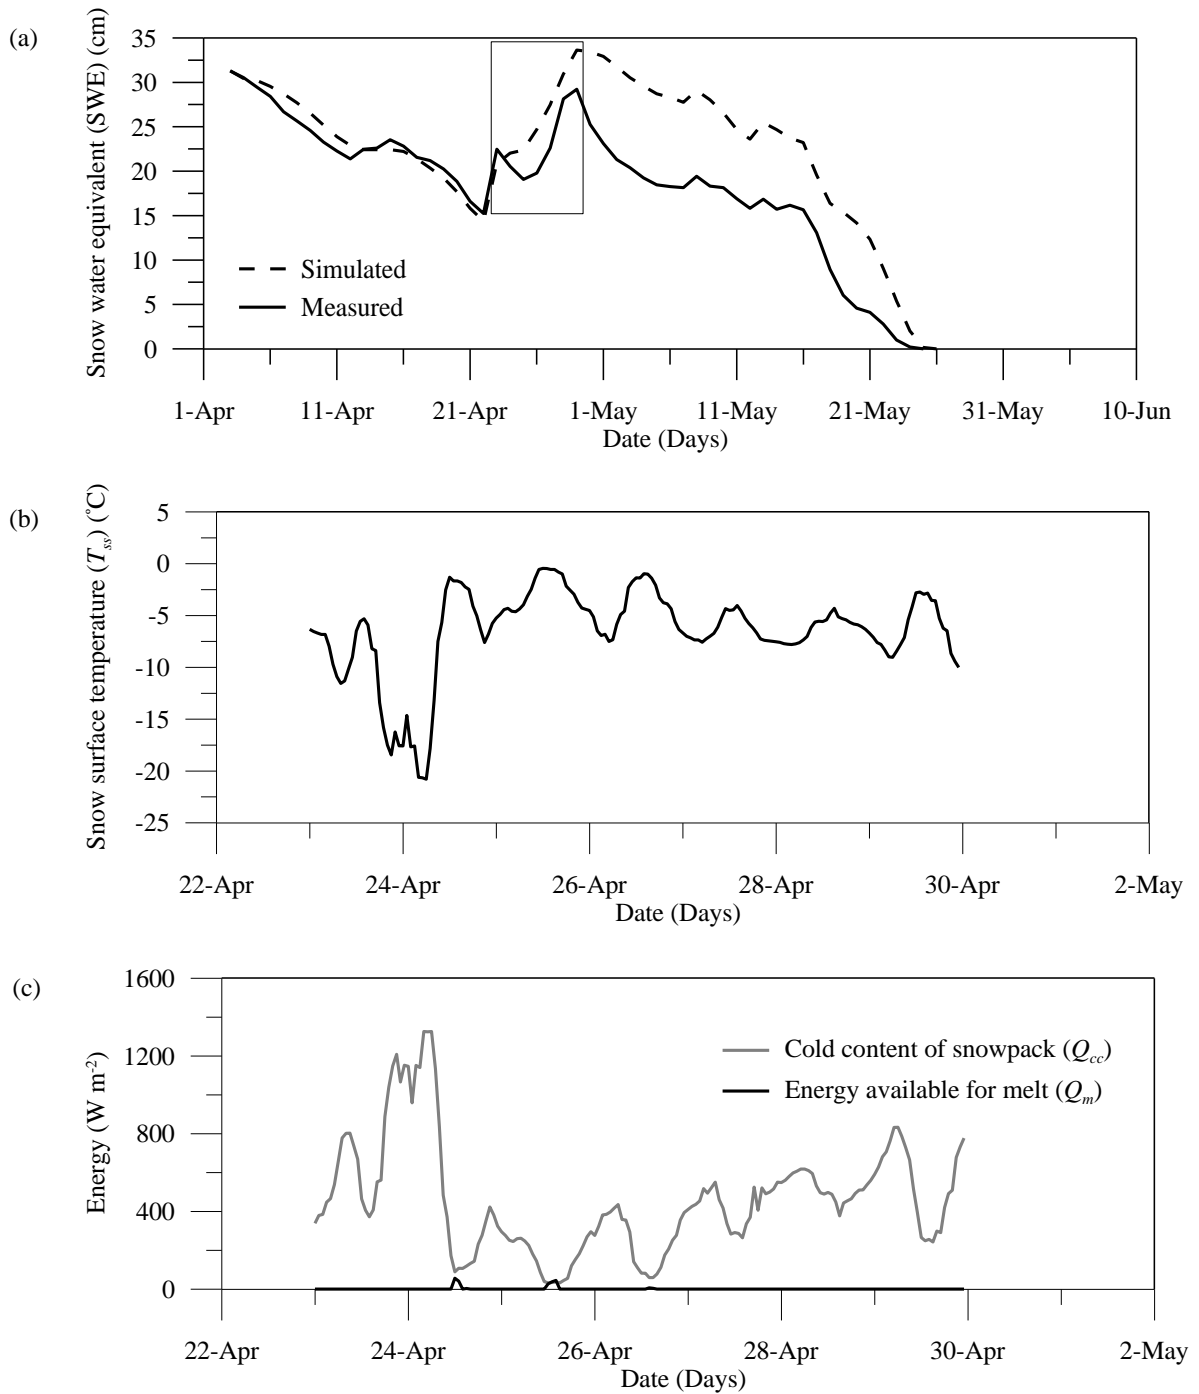 (a)
Snow water equivalent (SWE) (cm)
35
30
25
20
15
10
5
0
Simulated
Measured
1-Apr 11-Apr 21-Apr 1-May 11-May 21-May 31-May 10-Jun
Date (Days)
(b)
Snow surface temperature (Tss) (˚C)
5
0
-5
-10
-15
-20
-25
22-Apr 24-Apr 26-Apr 28-Apr 30-Apr 2-May
Date (Days)
(c)
Energy (W m-2)
1600
1200
800
400
0
Cold content of snowpack (Qcc)
Energy available for melt (Qm)
22-Apr 24-Apr 26-Apr 28-Apr 30-Apr 2-May
Date (Days)